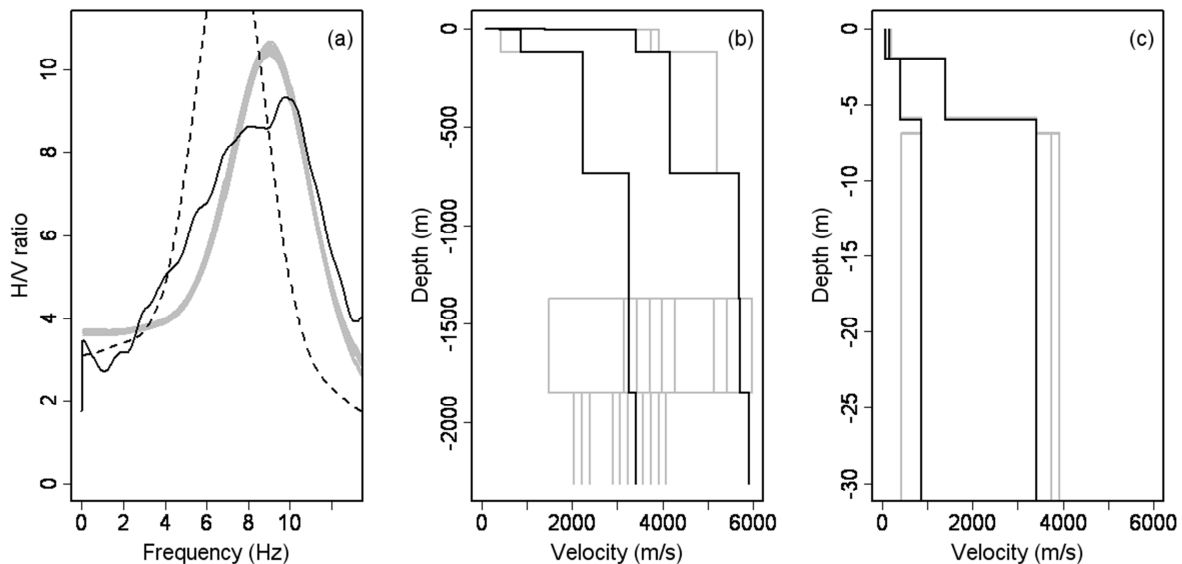 (a)
H/V ratio
10
8
6
4
2
0
0 2 4 6 8 10
Frequency (Hz)
(b)
Depth (m)
0
-500
-1000
-1500
-2000
0 2000 4000 6000
Velocity (m/s)
(c)
Depth (m)
0
-5
-10
-15
-20
-25
-30
0 2000 4000 6000
Velocity (m/s)